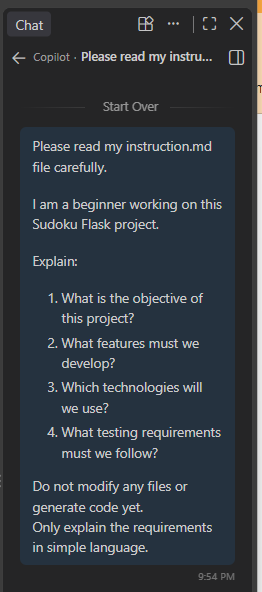 Chat
Copilot · Please read my instru...
Start Over
Please read my instruction.md
file carefully.
I am a beginner working on this
Sudoku Flask project.
Explain:
1. What is the objective of
this project?
2. What features must we
develop?
3. Which technologies will
we use?
4. What testing requirements
must we follow?
Do not modify any files or
generate code yet.
Only explain the requirements
in simple language.
9:54 PM